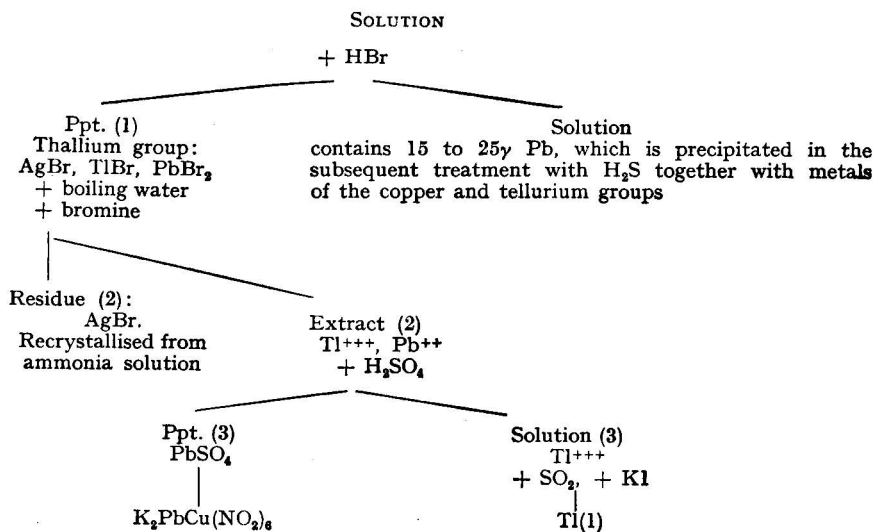 SOLUTION
+ HBr
Ppt. (1)
Thallium group:
AgBr, TlBr, PbBr₂
+ boiling water
+ bromine
Solution
contains 15 to 25γ Pb, which is precipitated in the
subsequent treatment with H₂S together with metals
of the copper and tellurium groups
Residue (2):
AgBr.
Recrystallised from
ammonia solution
Extract (2)
Tl⁺⁺⁺, Pb⁺⁺
+ H₂SO₄
Ppt. (3)
PbSO₄
K₂PbCu(NO₂)₆
Solution (3)
Tl⁺⁺⁺
+ SO₂, + Kl
Tl(1)